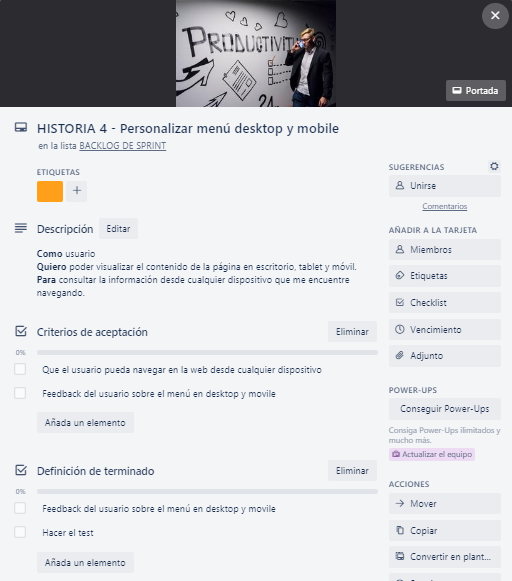 PRODUCTIVITY
Portada
HISTORIA 4 - Personalizar menú desktop y mobile
en la lista BACKLOG DE SPRINT
ETIQUETAS
Descripción
Editar
Como usuario
Quiero poder visualizar el contenido de la página en escritorio, tablet y móvil.
Para consultar la información desde cualquier dispositivo que me encuentre
navegando.
Criterios de aceptación
Eliminar
0%
Que el usuario pueda navegar en la web desde cualquier dispositivo
Feedback del usuario sobre el menú en desktop y movile
Añada un elemento
Definición de terminado
Eliminar
0%
Feedback del usuario sobre el menú en desktop y movile
Hacer el test
Añada un elemento
SUGERENCIAS
Unirse
Comentarios
AÑADIR A LA TARJETA
Miembros
Etiquetas
Checklist
Vencimiento
Adjunto
POWER-UPS
Conseguir Power-Ups
Consiga Power-Ups ilimitados y
mucho más.
Actualizar el equipo
ACCIONES
Mover
Copiar
Convertir en plant...